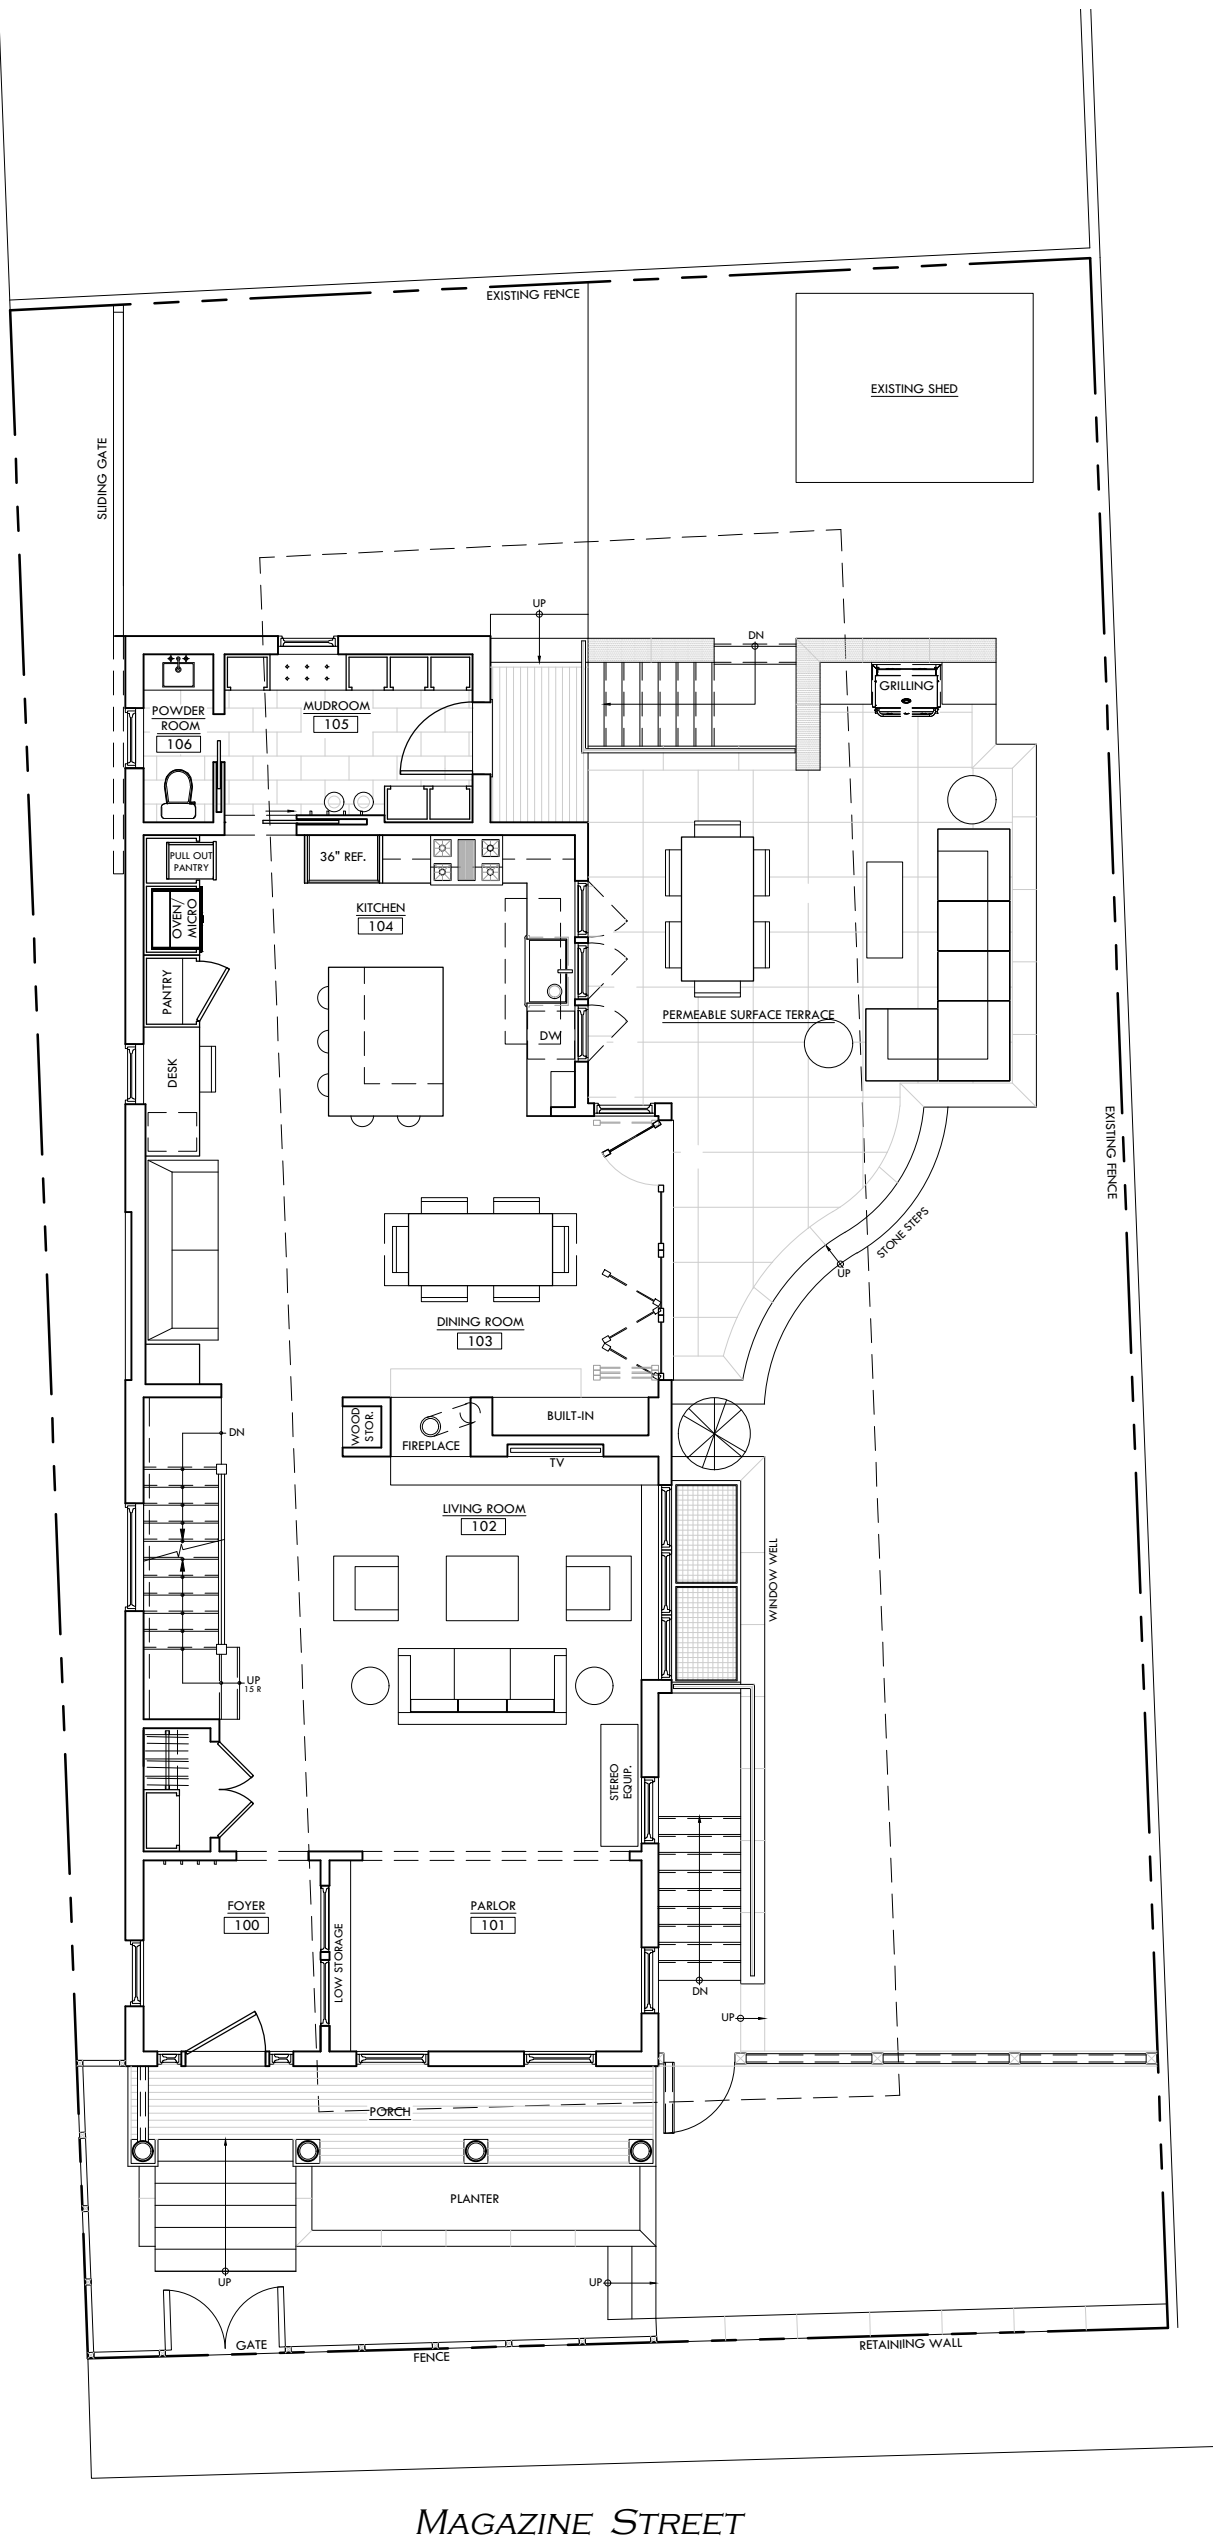 EXISTING FENCE
EXISTING SHED
SLIDING GATE
UP
DN
GRILLING
POWDER
ROOM
106
MUDROOM
105
PULL OUT
PANTRY
36" REF.
OVEN/
MICRO
KITCHEN
104
PANTRY
PERMEABLE SURFACE TERRACE
DW
DESK
EXISTING FENCE
STONE STEPS
UP
DINING ROOM
103
WOOD
STOR.
BUILT-IN
FIREPLACE
TV
DN
LIVING ROOM
102
WINDOW WELL
UP
15 R
STEREO
EQUIP.
FOYER
100
PARLOR
101
LOW STORAGE
DN
UP
PORCH
PLANTER
UP
UP
GATE
FENCE
RETAINIING WALL
MAGAZINE STREET